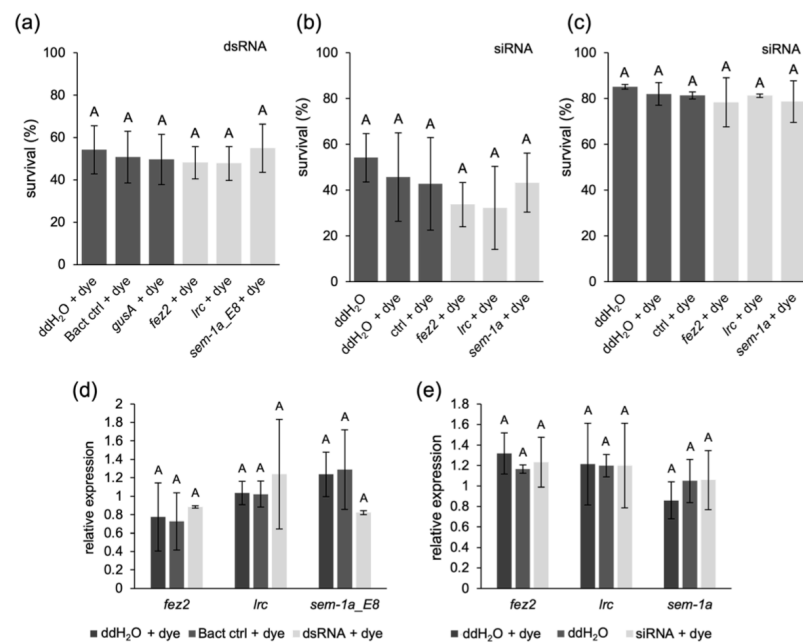 (a)
dsRNA
survival (%)
100
80
60
40
20
0
A A A A A A
ddH₂O + dye
Bact ctrl + dye
gusA + dye
fez2 + dye
lrc + dye
sem-1a_E8 + dye
(b)
siRNA
survival (%)
100
80
60
40
20
0
A A A A A A
ddH₂O
ddH₂O + dye
ctrl + dye
fez2 + dye
lrc + dye
sem-1a + dye
(c)
siRNA
survival (%)
100
80
60
40
20
0
A A A A A A
ddH₂O
ddH₂O + dye
ctrl + dye
fez2 + dye
lrc + dye
sem-1a + dye
(d)
relative expression
2
1.8
1.6
1.4
1.2
1
0.8
0.6
0.4
0.2
0
A A A A A A A A A
fez2 lrc sem-1a_E8
ddH₂O + dye Bact ctrl + dye dsRNA + dye
(e)
relative expression
1.8
1.6
1.4
1.2
1
0.8
0.6
0.4
0.2
0
A A A A A A A A A
fez2 lrc sem-1a
ddH₂O + dye ddH₂O siRNA + dye